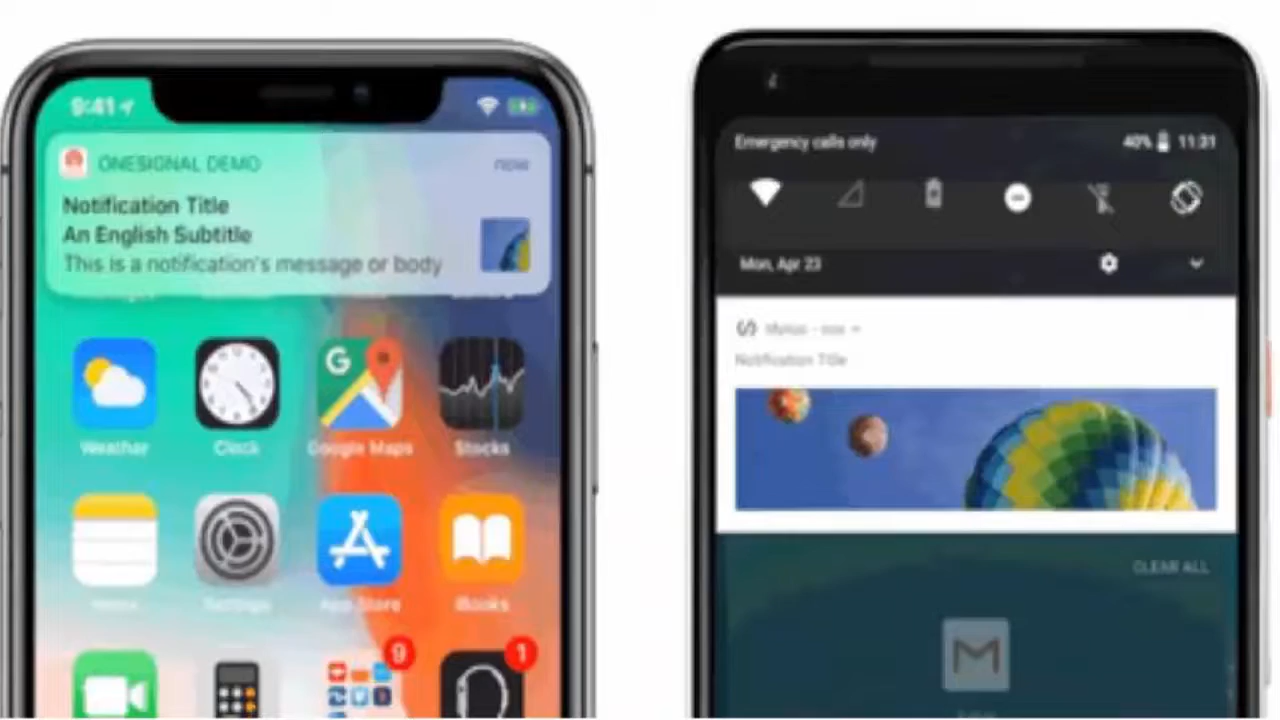 9:41
ONESIGNAL DEMO
now
Notification Title
An English Subtitle
This is a notification's message or body
G
Weather
Clock
Google Maps
Stocks
Settings
App Store
iBooks
9
1
Emergency calls only
40%
11:31
Mon, Apr 23
Notification Title
CLEAR ALL